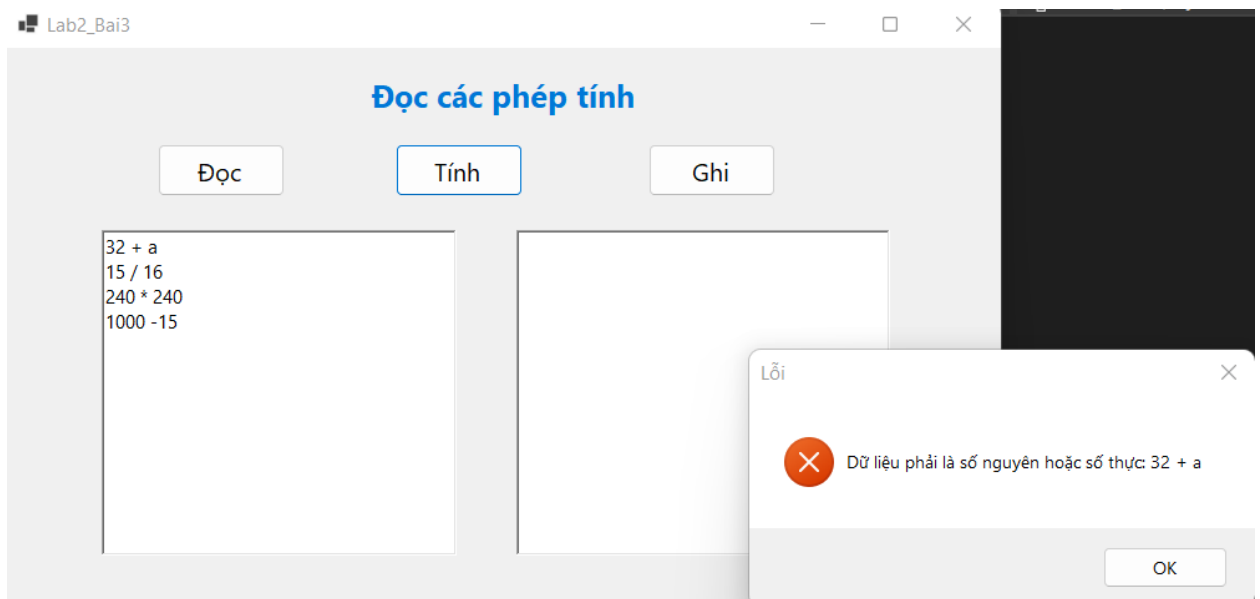 Lab2_Bai3
Đọc các phép tính
Đọc
Tính
Ghi
32 + a
15 / 16
240 * 240
1000 -15
Lỗi
Dữ liệu phải là số nguyên hoặc số thực: 32 + a
OK